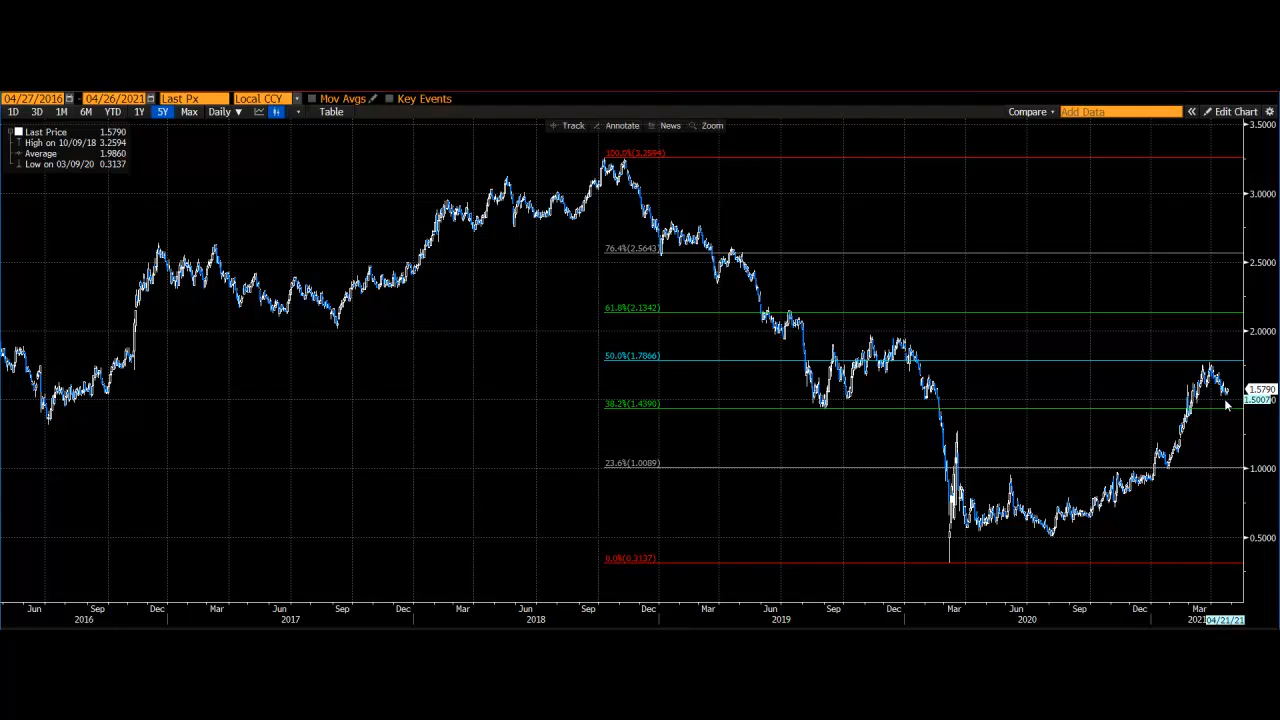 04/27/2016 - 04/26/2021 Last Px Local CCY Mov Avgs Key Events
1D 3D 1M 6M YTD 1Y 5Y Max Daily ▼ Table Compare Add Data « Edit Chart
Track Annotate News Zoom
Last Price 1.5790
High on 10/09/18 3.2594
Average 1.9860
Low on 03/09/20 0.3137
100.0%(3.2594)
76.4%(2.5643)
61.8%(2.1342)
50.0%(1.7866)
38.2%(1.4390)
23.6%(1.0089)
0.0%(0.3137)
3.5000
3.0000
2.5000
2.0000
1.5790
1.5007
1.0000
0.5000
Jun Sep Dec Mar Jun Sep Dec Mar Jun Sep Dec Mar Jun Sep Dec Mar Jun Sep Dec Mar
2016 2017 2018 2019 2020 2021 04/21/21